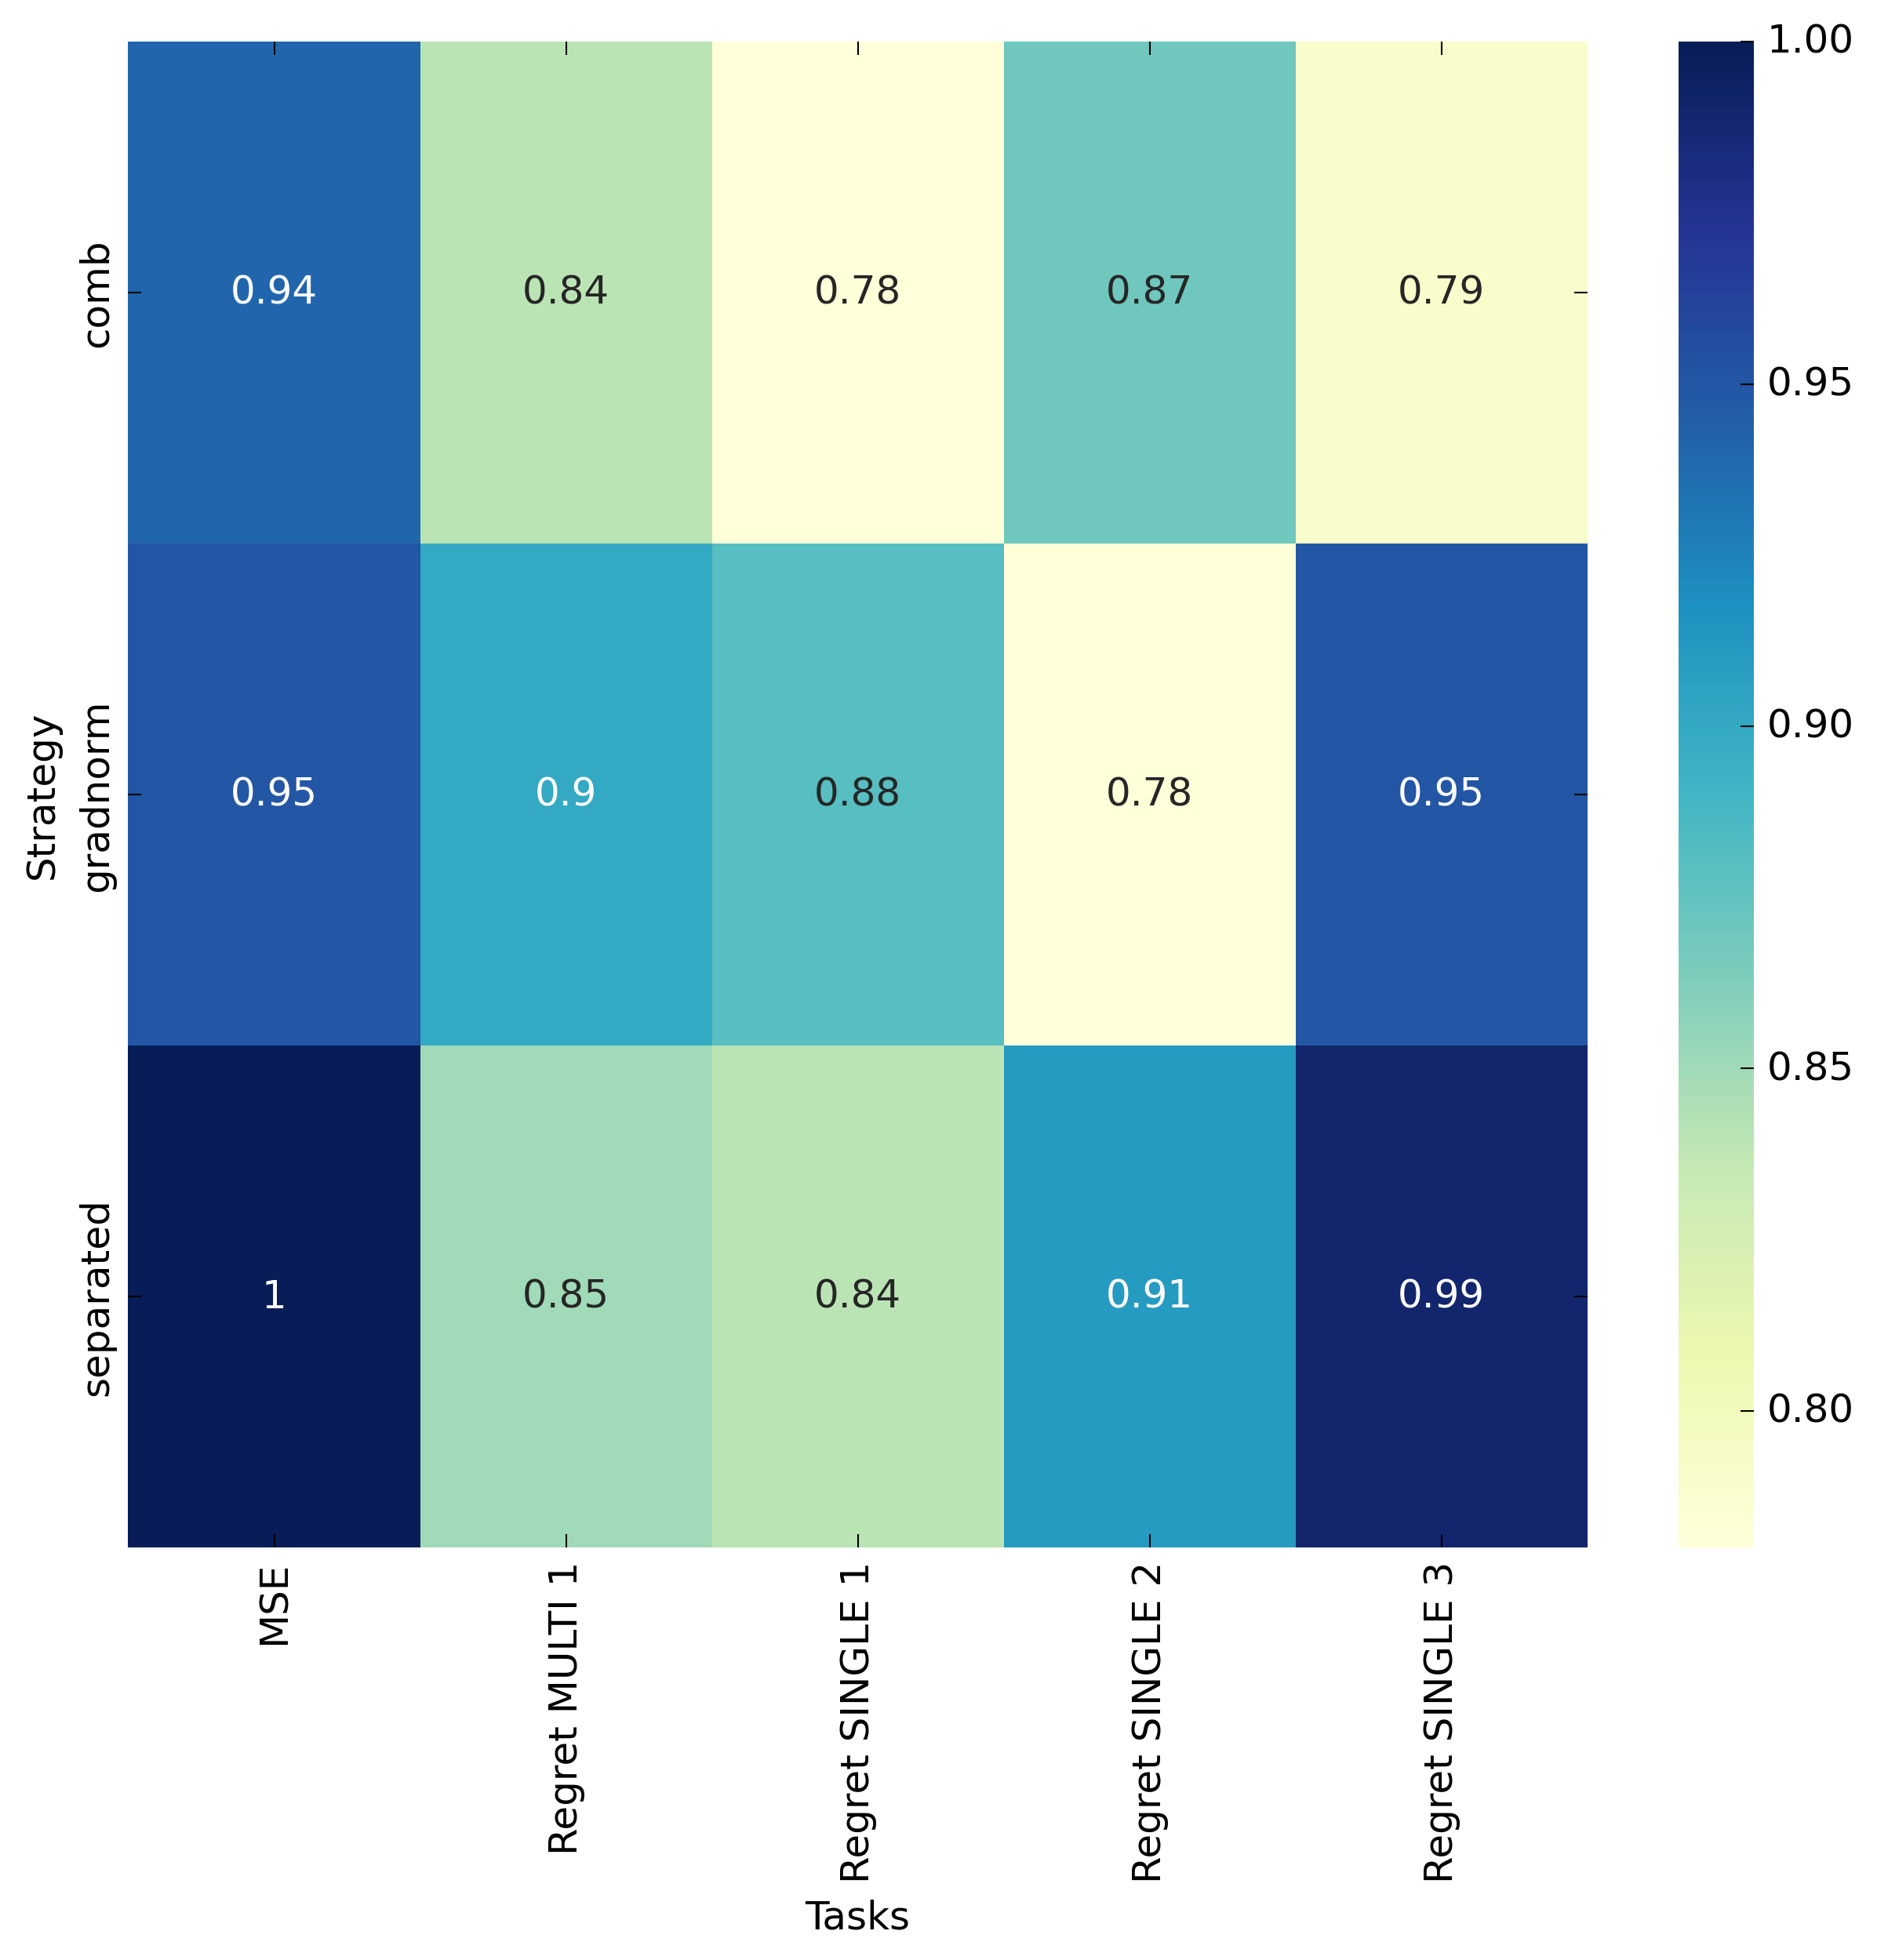 Strategy
comb
gradnorm
separated
0.94 0.84 0.78 0.87 0.79
0.95 0.9 0.88 0.78 0.95
1 0.85 0.84 0.91 0.99
MSE
Regret MULTI 1
Regret SINGLE 1
Regret SINGLE 2
Regret SINGLE 3
Tasks
1.00
0.95
0.90
0.85
0.80